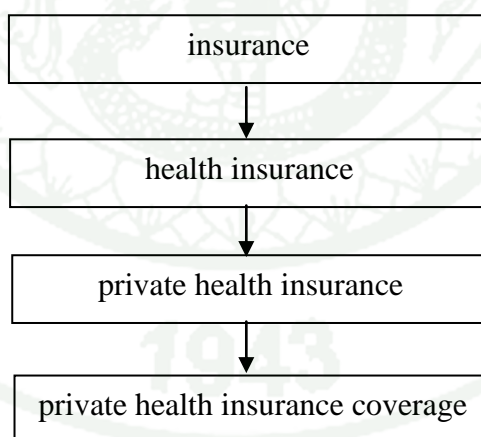 insurance
health insurance
private health insurance
1943
private health insurance coverage